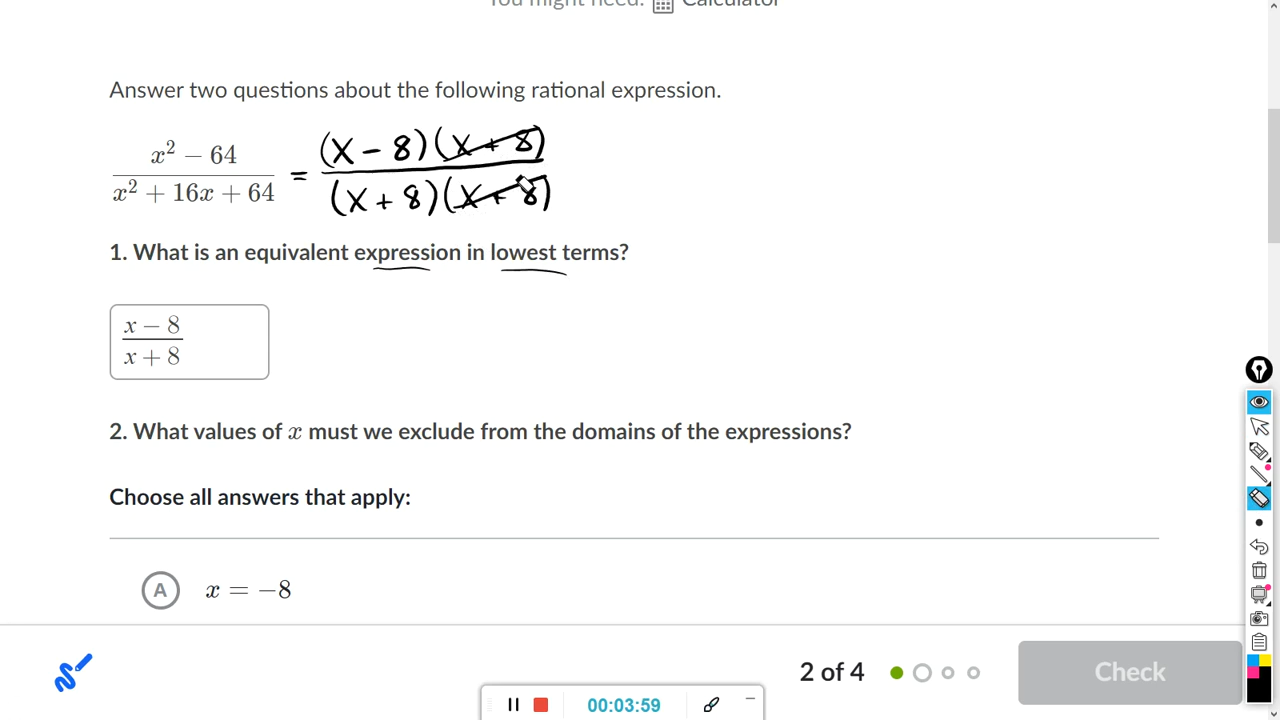 You might need: Calculator
Answer two questions about the following rational expression.
x² − 64 / x² + 16x + 64 = (x − 8)(x + 8) / (x + 8)(x + 8)
1. What is an equivalent expression in lowest terms?
x − 8
x + 8
2. What values of x must we exclude from the domains of the expressions?
Choose all answers that apply:
A x = −8
2 of 4
Check
00:03:59